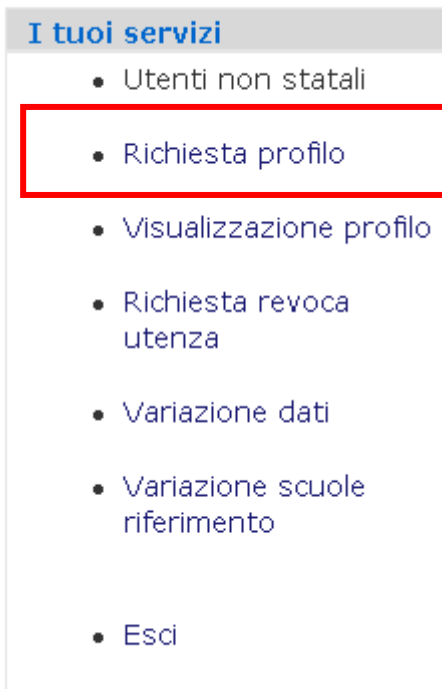 I tuoi servizi
Utenti non statali
Richiesta profilo
Visualizzazione profilo
Richiesta revoca
utenza
Variazione dati
Variazione scuole
riferimento
Esci